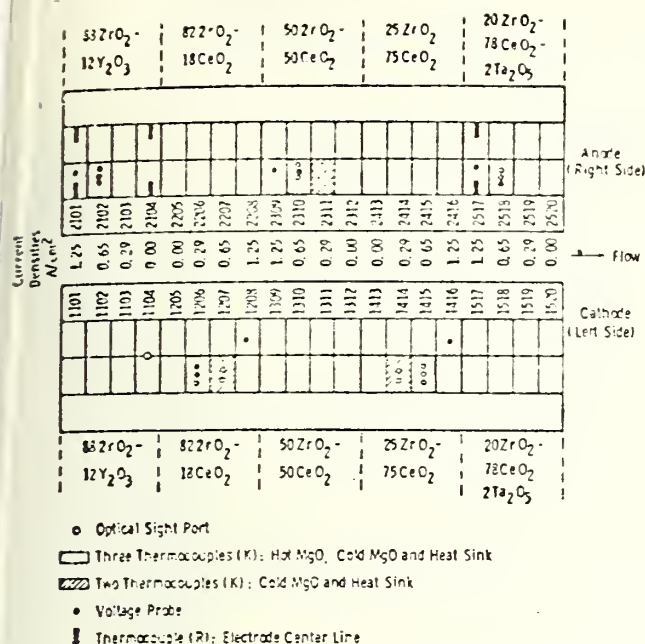 88ZrO2- 82ZrO2- 50ZrO2- 25ZrO2 20ZrO2-
12Y2O3 18CeO2 50CeO2 75CeO2 78CeO2-
2Ta2O5
Anode
(Right Side)
2101 2102 2103 2104 2205 2206 2207 2208 2309 2310 2311 2312 2413 2414 2415 2416 2517 2518 2519 2520
Current
Densities
A/cm2
1.25 0.65 0.29 0.00 0.00 0.29 0.65 1.25 1.25 0.65 0.29 0.00 0.00 0.29 0.65 1.25 1.25 0.65 0.29 0.00
Flow
1101 1102 1103 1104 1205 1206 1207 1208 1309 1310 1311 1312 1413 1414 1415 1416 1517 1518 1519 1520
Cathode
(Left Side)
88ZrO2- 82ZrO2- 50ZrO2- 25ZrO2- 20ZrO2-
12Y2O3 18CeO2 50CeO2 75CeO2 78CeO2
2Ta2O5
Optical Sight Port
Three Thermocouples (K): Hot MgO, Cold MgO and Heat Sink
Two Thermocouples (K): Cold MgO and Heat Sink
Voltage Probe
Thermocouple (R): Electrode Center Line